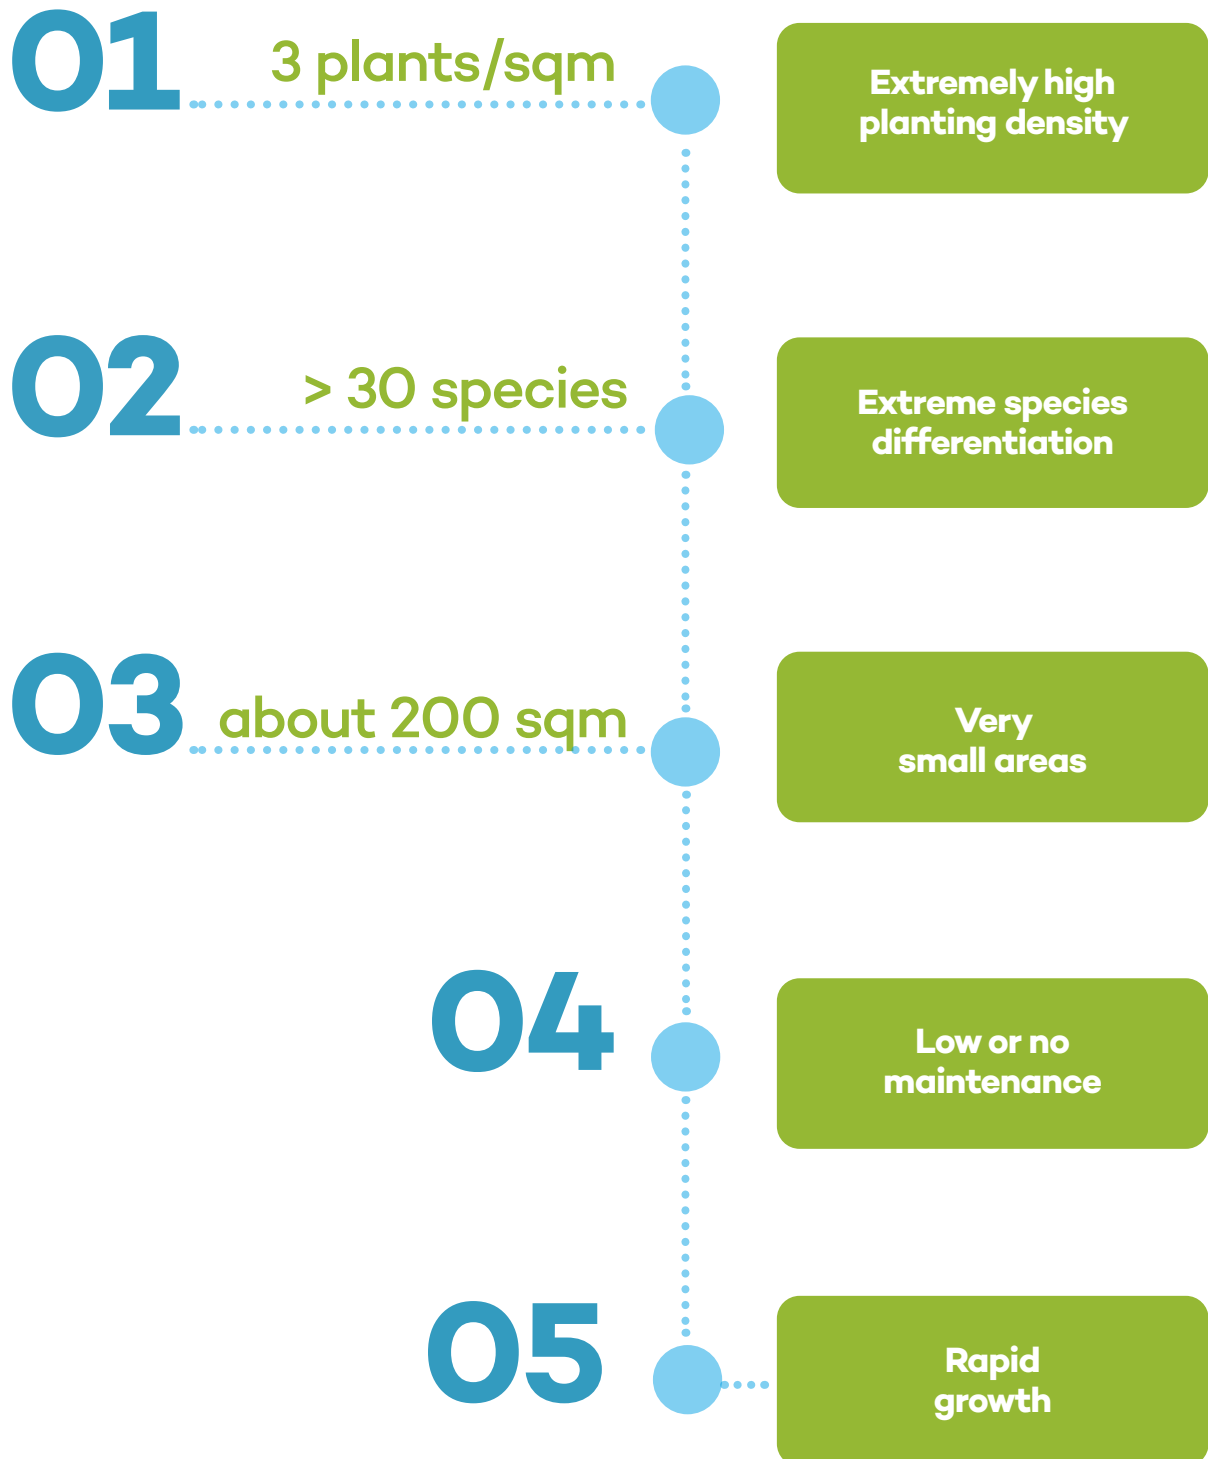 01
3 plants/sqm
Extremely high
planting density
02
> 30 species
Extreme species
differentiation
03
about 200 sqm
Very
small areas
04
Low or no
maintenance
05
Rapid
growth